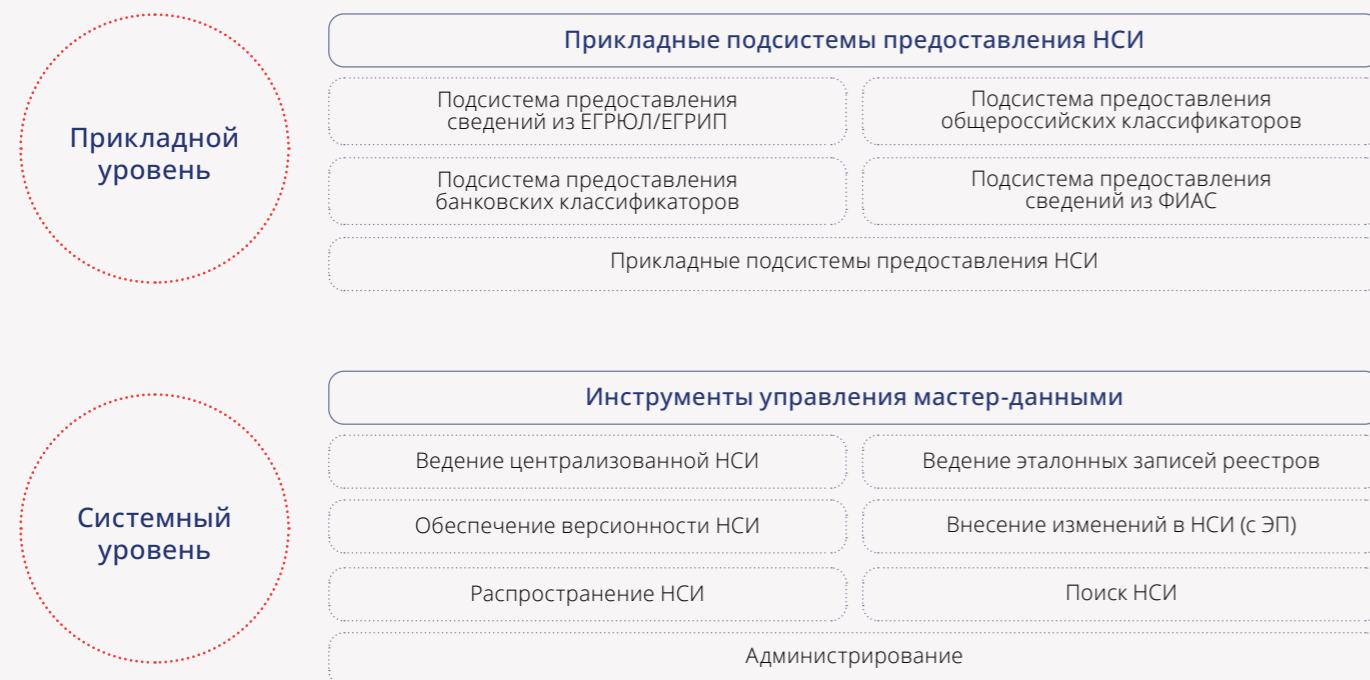 Прикладной
уровень
Прикладные подсистемы предоставления НСИ
Подсистема предоставления
сведений из ЕГРЮЛ/ЕГРИП
Подсистема предоставления
общероссийских классификаторов
Подсистема предоставления
банковских классификаторов
Подсистема предоставления
сведений из ФИАС
Прикладные подсистемы предоставления НСИ
Системный
уровень
Инструменты управления мастер-данными
Ведение централизованной НСИ
Ведение эталонных записей реестров
Обеспечение версионности НСИ
Внесение изменений в НСИ (с ЭП)
Распространение НСИ
Поиск НСИ
Администрирование